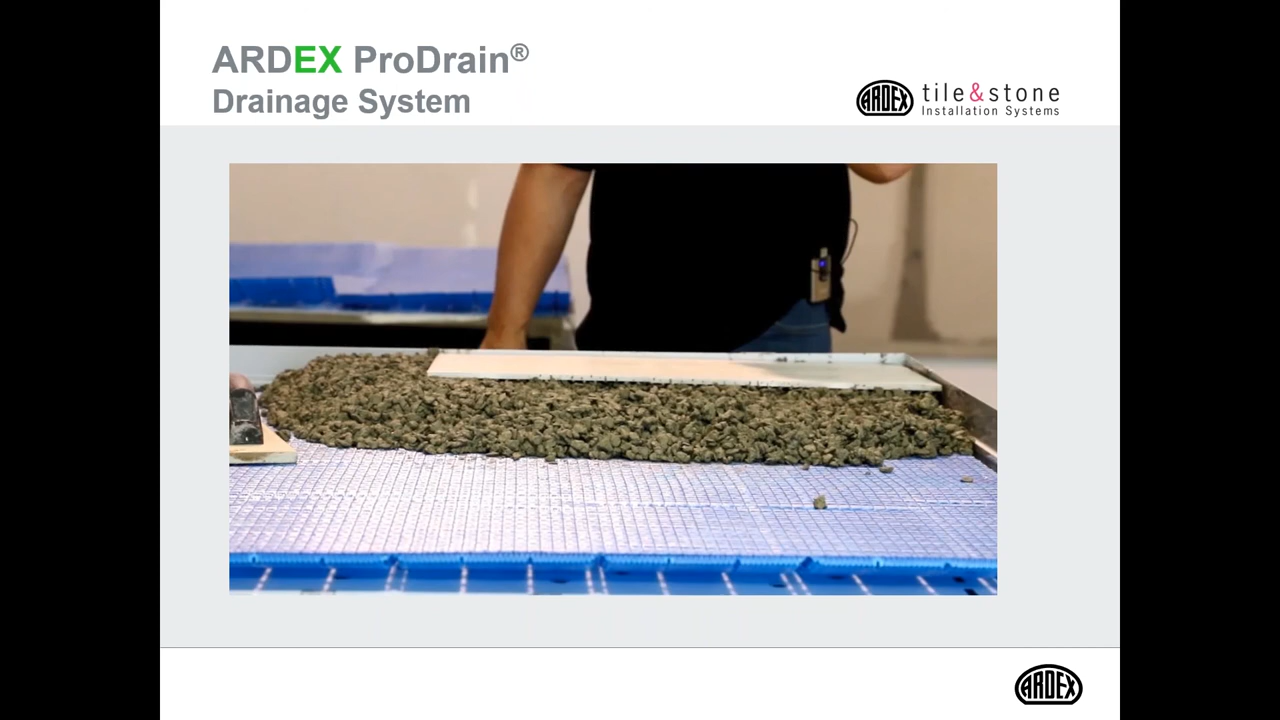 ARDEX ProDrain®
Drainage System
ARDEX
tile&stone
Installation Systems
ARDEX